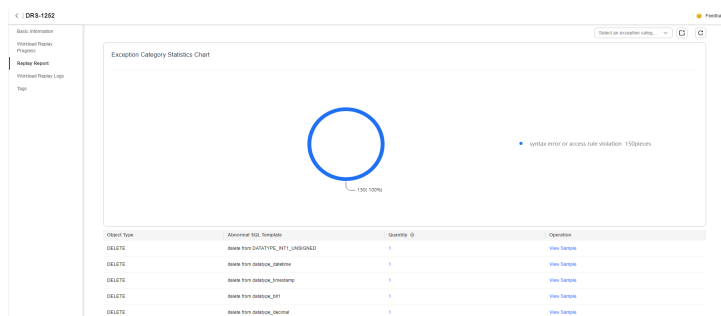 < | DRS-1252
Feedba
Basic Information
Workload Replay
Progress
Replay Report
Workload Replay Logs
Tags
Select an exception categ...
Exception Category Statistics Chart
syntax error or access rule violation 150pieces
150( 100%)
Object Type Abnormal SQL Template Quantity Operation
DELETE delete from DATATYPE_INT1_UNSIGNED 1 View Sample
DELETE delete from datatype_datetime 1 View Sample
DELETE delete from datatype_timestamp 1 View Sample
DELETE delete from datatype_bit1 1 View Sample
DELETE delete from datatype_decimal 1 View Sample